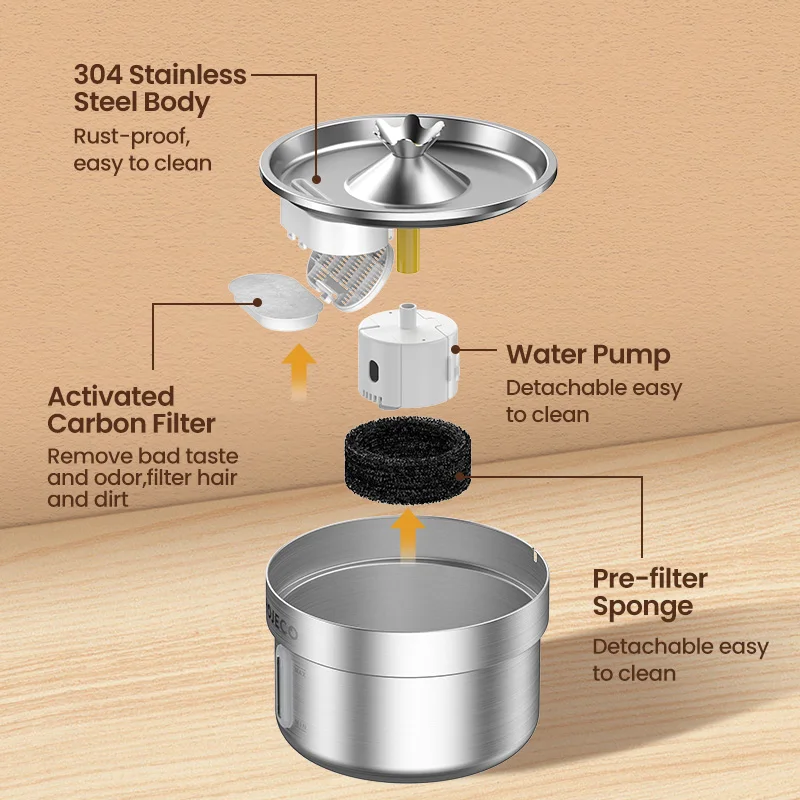 304 Stainless
Steel Body
Rust-proof,
easy to clean
Activated
Carbon Filter
Remove bad taste
and odor,filter hair
and dirt
Water Pump
Detachable easy
to clean
Pre-filter
Sponge
Detachable easy
to clean
OJECO